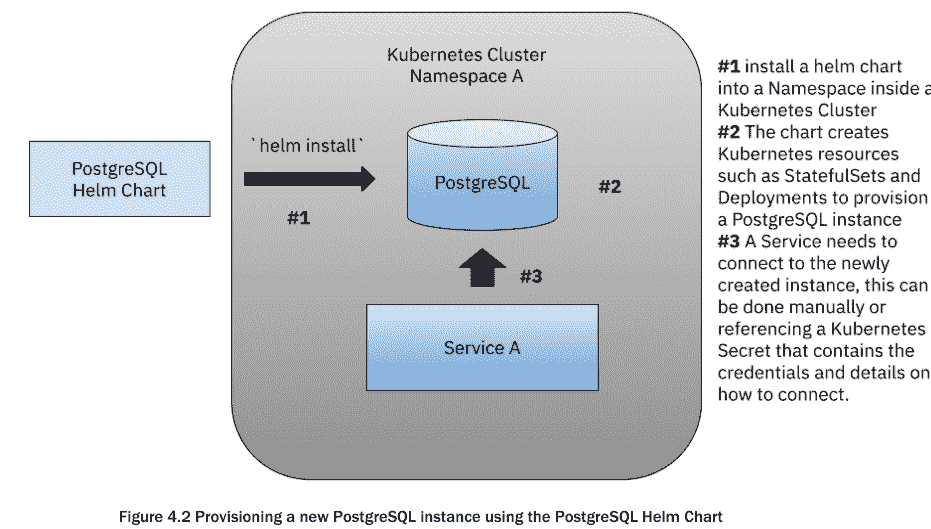 Kubernetes Cluster
Namespace A
PostgreSQL
Helm Chart
`helm install`
#1
PostgreSQL
#2
#3
Service A
#1 install a helm chart
into a Namespace inside a
Kubernetes Cluster
#2 The chart creates
Kubernetes resources
such as StatefulSets and
Deployments to provision
a PostgreSQL instance
#3 A Service needs to
connect to the newly
created instance, this can
be done manually or
referencing a Kubernetes
Secret that contains the
credentials and details on
how to connect.
Figure 4.2 Provisioning a new PostgreSQL instance using the PostgreSQL Helm Chart